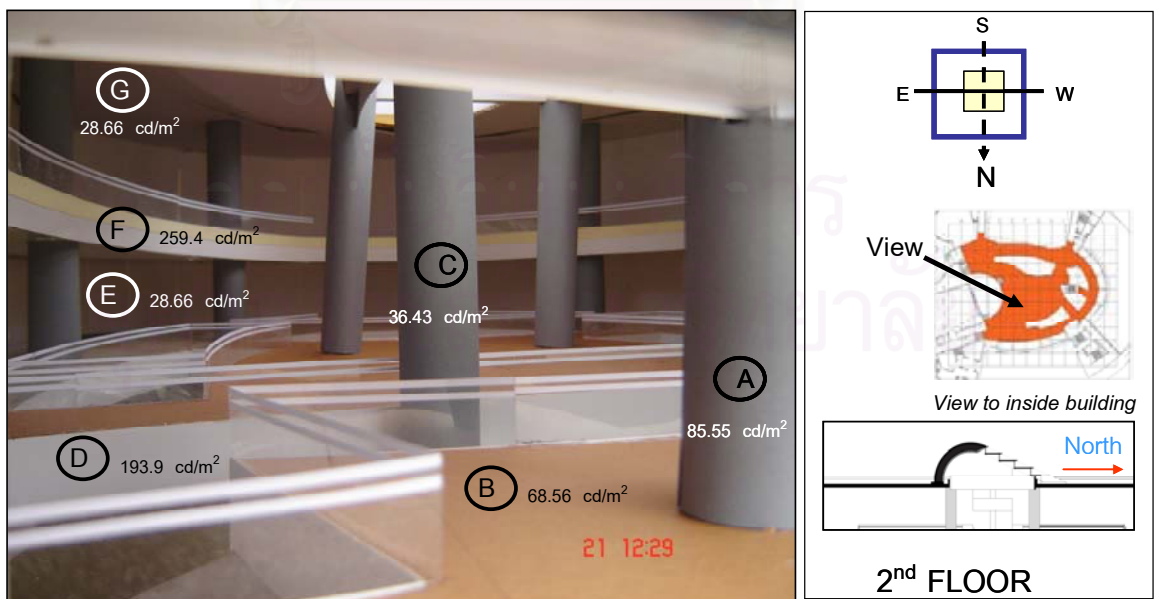 G
28.66 cd/m²
F 259.4 cd/m²
E 28.66 cd/m²
C
36.43 cd/m²
A
85.55 cd/m²
D 193.9 cd/m²
B 68.56 cd/m²
21 12:29
S
E W
N
View
View to inside building
North
2nd FLOOR